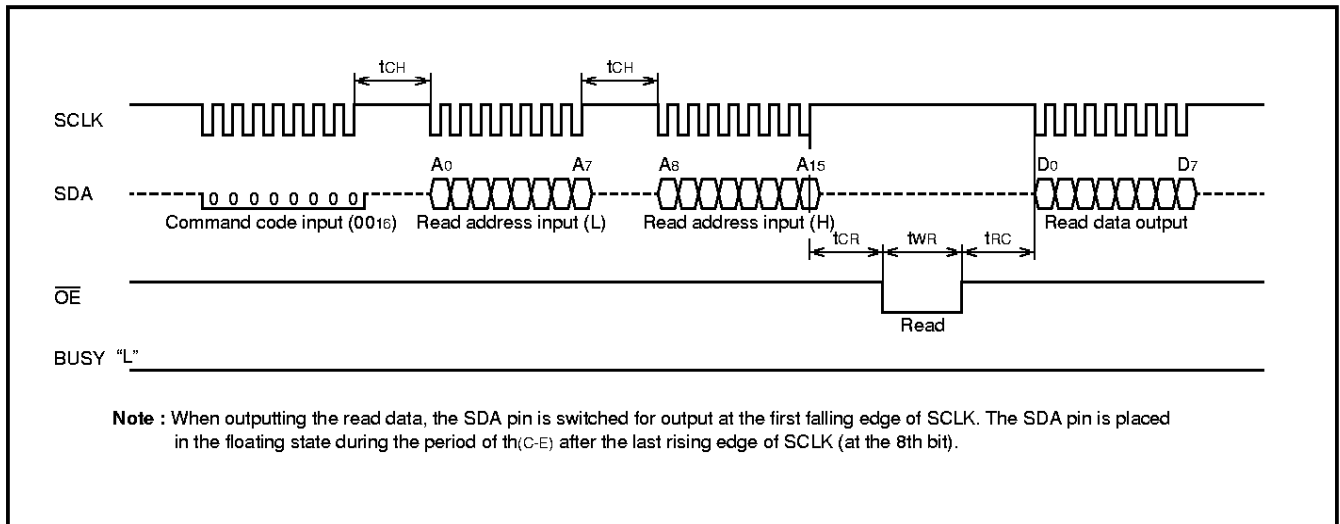 tCH tCH
SCLK
A0 A7 A8 A15 D0 D7
SDA 0 0 0 0 0 0 0 0
Command code input (0016) Read address input (L) Read address input (H) Read data output
tCR tWR tRC
OE
Read
BUSY “L”
Note : When outputting the read data, the SDA pin is switched for output at the first falling edge of SCLK. The SDA pin is placed
in the floating state during the period of th(C-E) after the last rising edge of SCLK (at the 8th bit).